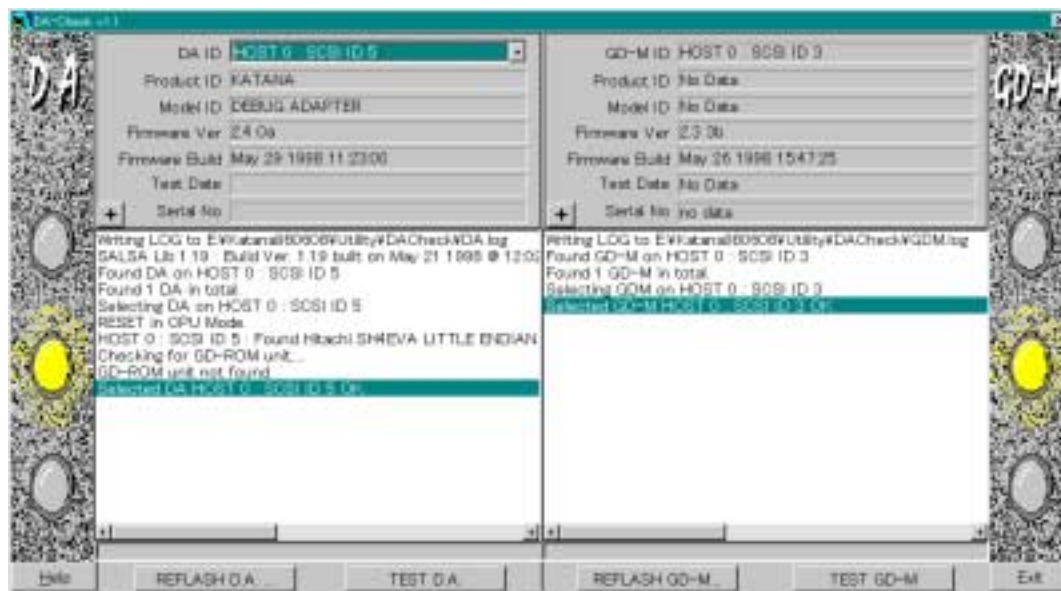 DA-Check v1.1
DA
DA ID HOST 0 : SCSI ID 5
Product ID KATANA
Model ID DEBUG ADAPTER
Firmware Ver 2.4.0a
Firmware Build May 29 1998 11:23:00
Test Date
+ Serial No
GD-M ID HOST 0 : SCSI ID 3
Product ID No Data
Model ID No Data
Firmware Ver 2.3.3b
Firmware Build May 26 1998 15:47:25
Test Date No Data
+ Serial No no data
GD-M
Writing LOG to E:¥Katana980608¥Utility¥DACheck¥DA.log
SALSA Lib 1.19 : Build Ver: 1.19 built on May 21 1998 @ 12:02
Found DA on HOST 0 : SCSI ID 5
Found 1 DA in total.
Selecting DA on HOST 0 : SCSI ID 5
RESET in CPU Mode.
HOST 0 : SCSI ID 5 : Found Hitachi SH4EVA LITTLE ENDIAN
Checking for GD-ROM unit...
GD-ROM unit not found
Selected DA HOST 0 : SCSI ID 5 OK.
Writing LOG to E:¥Katana980608¥Utility¥DACheck¥GDM.log
Found GD-M on HOST 0 : SCSI ID 3
Found 1 GD-M in total.
Selecting GDM on HOST 0 : SCSI ID 3
Selected GD-M HOST 0 : SCSI ID 3 OK.
Help
REFLASH D.A. ...
TEST D.A.
REFLASH GD-M...
TEST GD-M
Exit